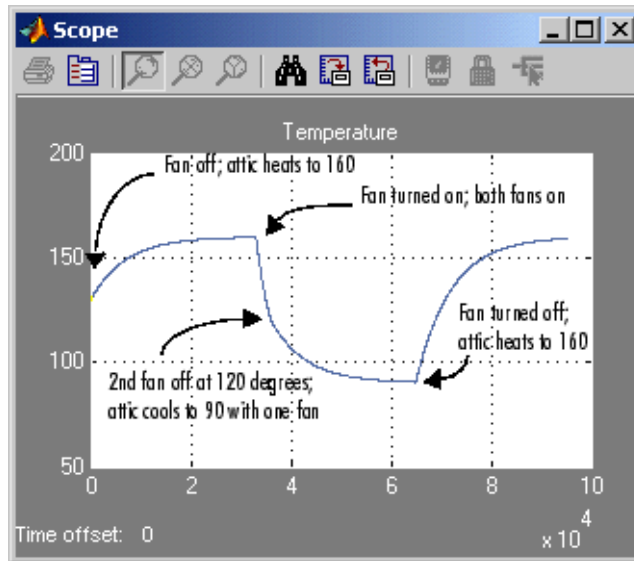 Scope
Temperature
200
150
100
50
Fan off; attic heats to 160
Fan turned on; both fans on
2nd fan off at 120 degrees;
attic cools to 90 with one fan
Fan turned off;
attic heats to 160
0 2 4 6 8 10
x 10 4
Time offset: 0